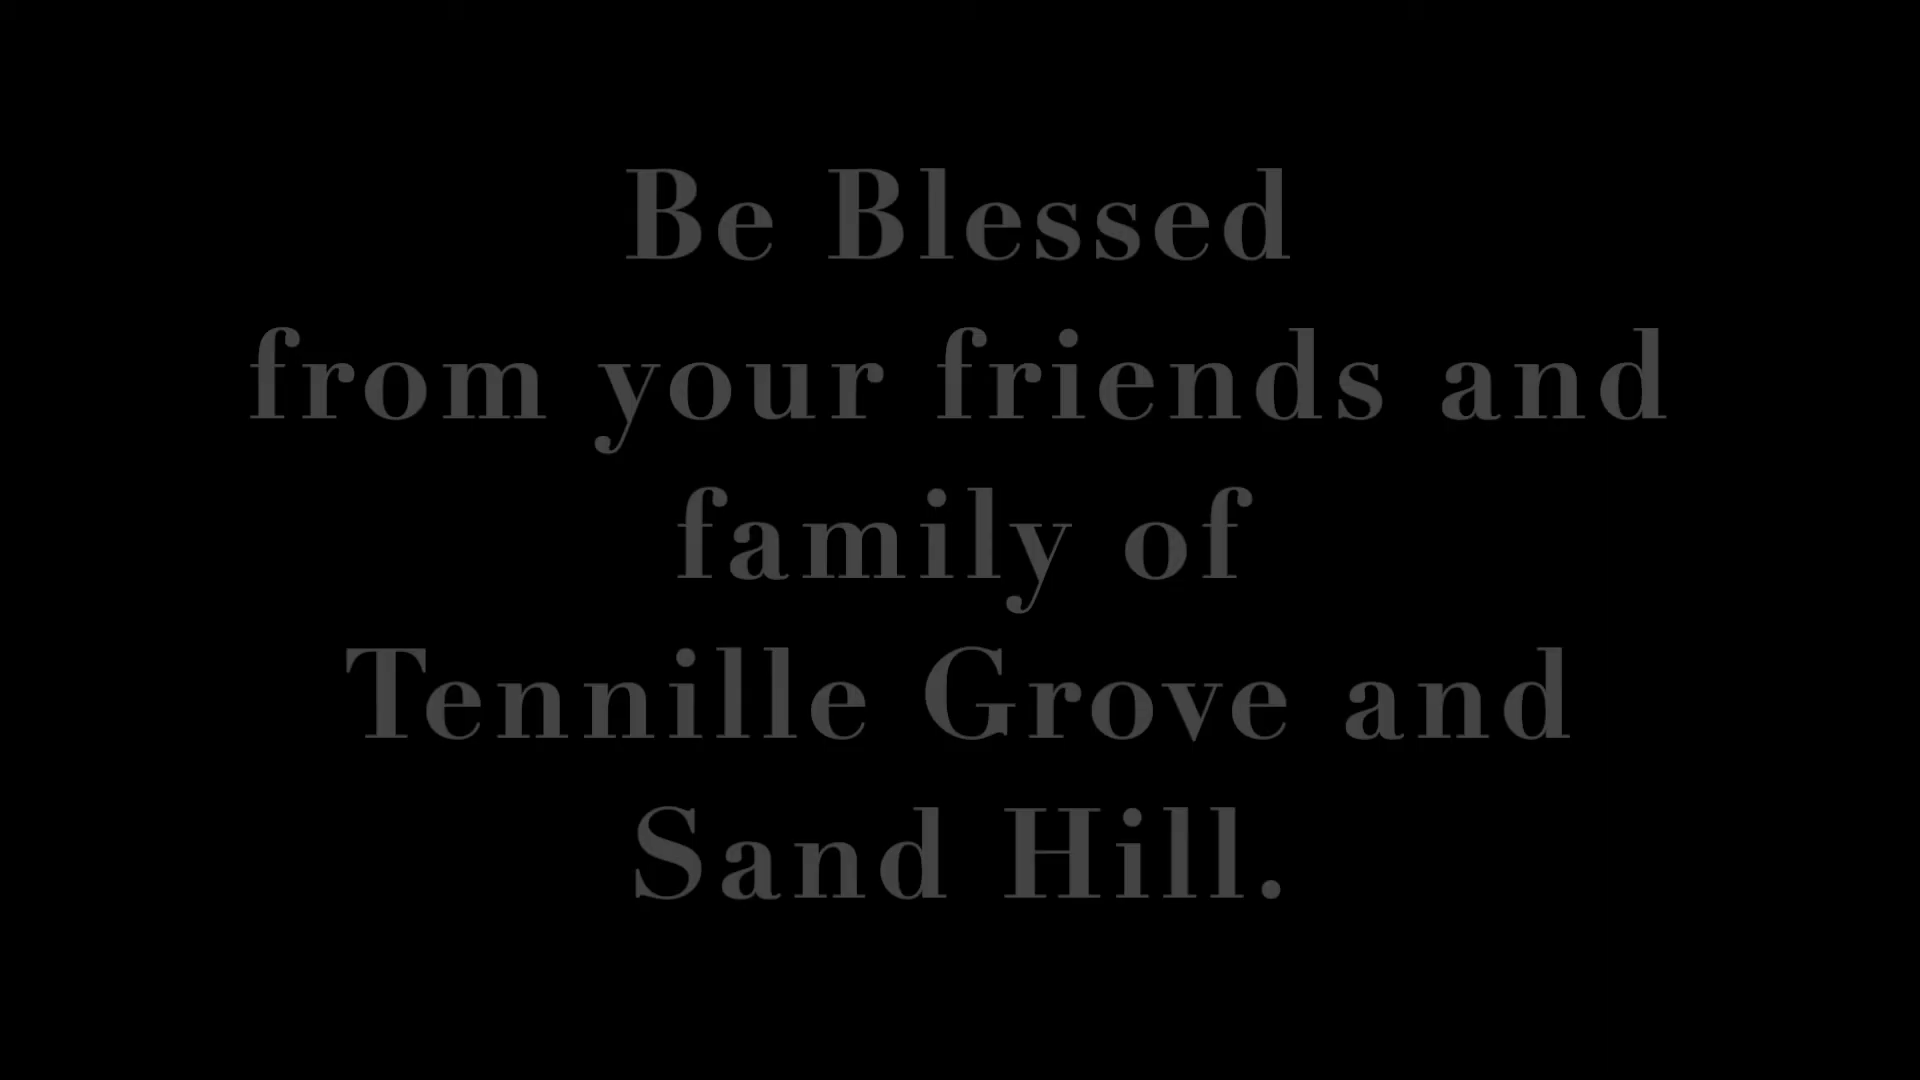 Be Blessed
from your friends and
family of
Tennille Grove and
Sand Hill.